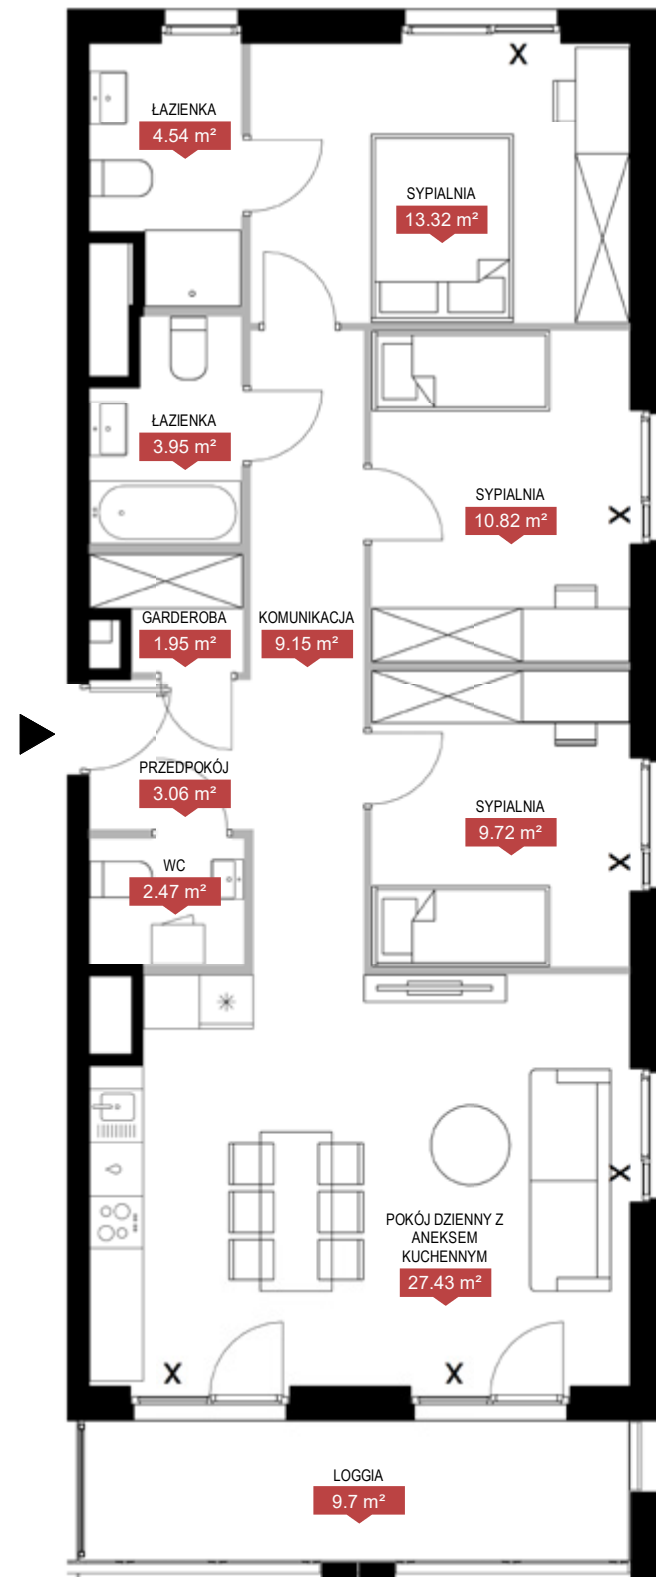 ŁAZIENKA
4.54 m²
X
SYPIALNIA
13.32 m²
ŁAZIENKA
3.95 m²
SYPIALNIA
10.82 m²
X
GARDEROBA
1.95 m²
KOMUNIKACJA
9.15 m²
PRZEDPOKÓJ
3.06 m²
SYPIALNIA
9.72 m²
X
WC
2.47 m²
X
POKÓJ DZIENNY Z
ANEKSEM
KUCHENNYM
27.43 m²
X
X
LOGGIA
9.7 m²